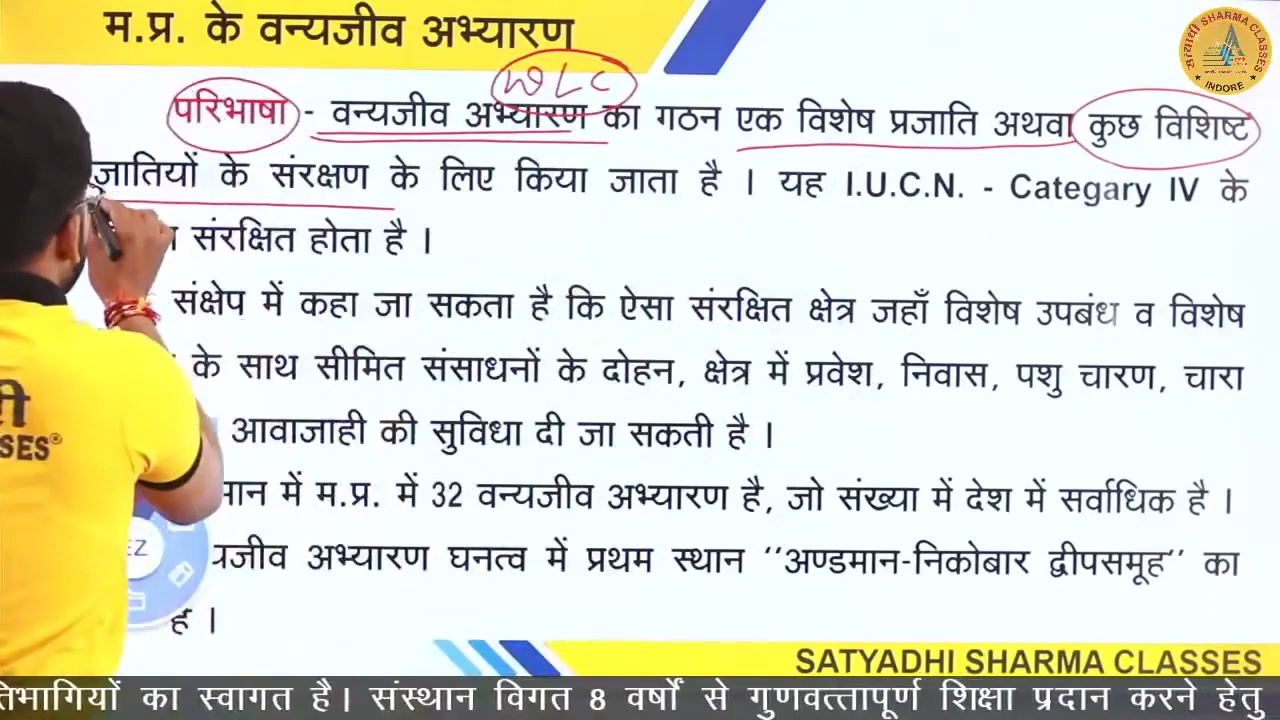 म.प्र. के वन्यजीव अभ्यारण
WLC
परिभाषा - वन्यजीव अभ्यारण का गठन एक विशेष प्रजाति अथवा कुछ विशिष्ट
के संरक्षण के लिए किया जाता है । यह I.U.C.N. - Categary IV के
संरक्षित होता है ।
संक्षेप में कहा जा सकता है कि ऐसा संरक्षित क्षेत्र जहाँ विशेष उपबंध व विशेष
के साथ सीमित संसाधनों के दोहन, क्षेत्र में प्रवेश, निवास, पशु चारण, चारा
आवाजाही की सुविधा दी जा सकती है ।
में म.प्र. में 32 वन्यजीव अभ्यारण है, जो संख्या में देश में सर्वाधिक है ।
अभ्यारण घनत्व में प्रथम स्थान ‘‘अण्डमान-निकोबार द्वीपसमूह’’ का
है ।
SHARMA CLASSES
INDORE
SSES®
SATYADHI SHARMA CLASSES
का स्वागत है। संस्थान विगत 8 वर्षों से गुणवत्तापूर्ण शिक्षा प्रदान करने हेतु